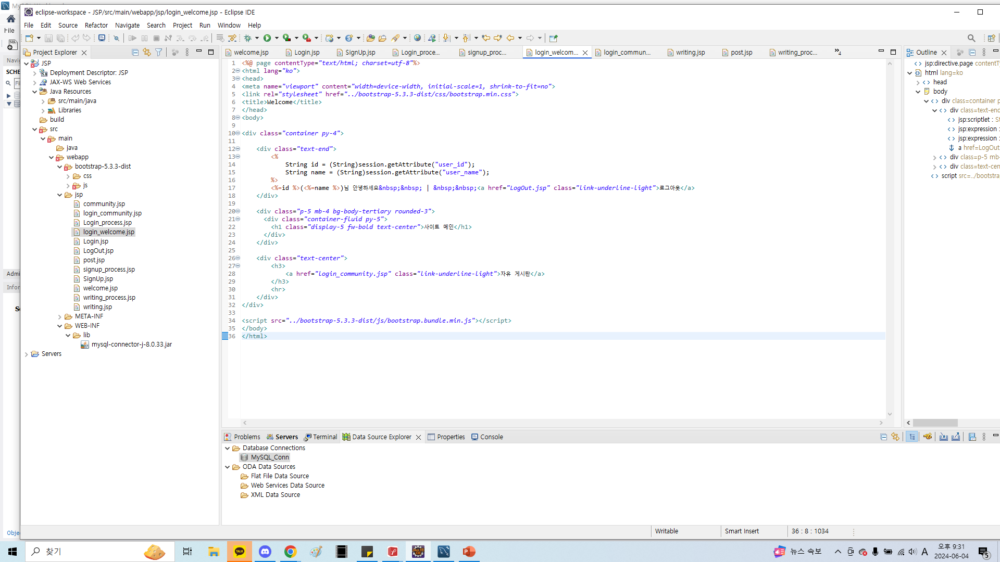 eclipse-workspace - JSP/src/main/webapp/jsp/login_welcome.jsp - Eclipse IDE
File Edit Source Refactor Navigate Search Project Run Window Help
File
Project Explorer
JSP
Deployment Descriptor: JSP
JAX-WS Web Services
Java Resources
src/main/java
Libraries
build
src
main
java
webapp
bootstrap-5.3.3-dist
css
js
jsp
community.jsp
login_community.jsp
Login_process.jsp
login_welcome.jsp
Login.jsp
LogOut.jsp
post.jsp
signup_process.jsp
SignUp.jsp
welcome.jsp
writing_process.jsp
writing.jsp
META-INF
WEB-INF
lib
mysql-connector-j-8.0.33.jar
Servers
welcome.jsp Login.jsp SignUp.jsp Login_proce... signup_proc... login_welcom... login_commun... writing.jsp post.jsp writing_proc... 4
1 <%@ page contentType="text/html; charset=utf-8"%>
2 <html lang="ko">
3 <head>
4 <meta name="viewport" content="width=device-width, initial-scale=1, shrink-to-fit=no">
5 <link rel="stylesheet" href="../bootstrap-5.3.3-dist/css/bootstrap.min.css">
6 <title>Welcome</title>
7 </head>
8 <body>
9
10 <div class="container py-4">
11
12 <div class="text-end">
13 <%
14 String id = (String)session.getAttribute("user_id");
15 String name = (String)session.getAttribute("user_name");
16 %>
17 <%=id %>(<%=name %>)님 안녕하세요&nbsp;&nbsp; | &nbsp;&nbsp;<a href="LogOut.jsp" class="link-underline-light">로그아웃</a>
18 </div>
19
20 <div class="p-5 mb-4 bg-body-tertiary rounded-3">
21 <div class="container-fluid py-5">
22 <h1 class="display-5 fw-bold text-center">사이트 메인</h1>
23 </div>
24 </div>
25
26 <div class="text-center">
27 <h3>
28 <a href="login_community.jsp" class="link-underline-light">자유 게시판</a>
29 </h3>
30 <hr>
31 </div>
32 </div>
33
34 <script src="../bootstrap-5.3.3-dist/js/bootstrap.bundle.min.js"></script>
35 </body>
36 </html>
Outline
jsp:directive.page contentT
html lang=ko
head
body
div class=container p
div class=text-end
jsp:scriptlet : S
jsp:expression :
jsp:expression :
a href=LogOut
div class=p-5 mb-
div class=text-cen
script src=../bootstra
Problems Servers Terminal Data Source Explorer Properties Console
Database Connections
MySQL_Conn
ODA Data Sources
Flat File Data Source
Web Services Data Source
XML Data Source
Writable Smart Insert 36 : 8 : 1034
찾기
TALK
뉴스 속보
A
오후 9:31
2024-06-04
5